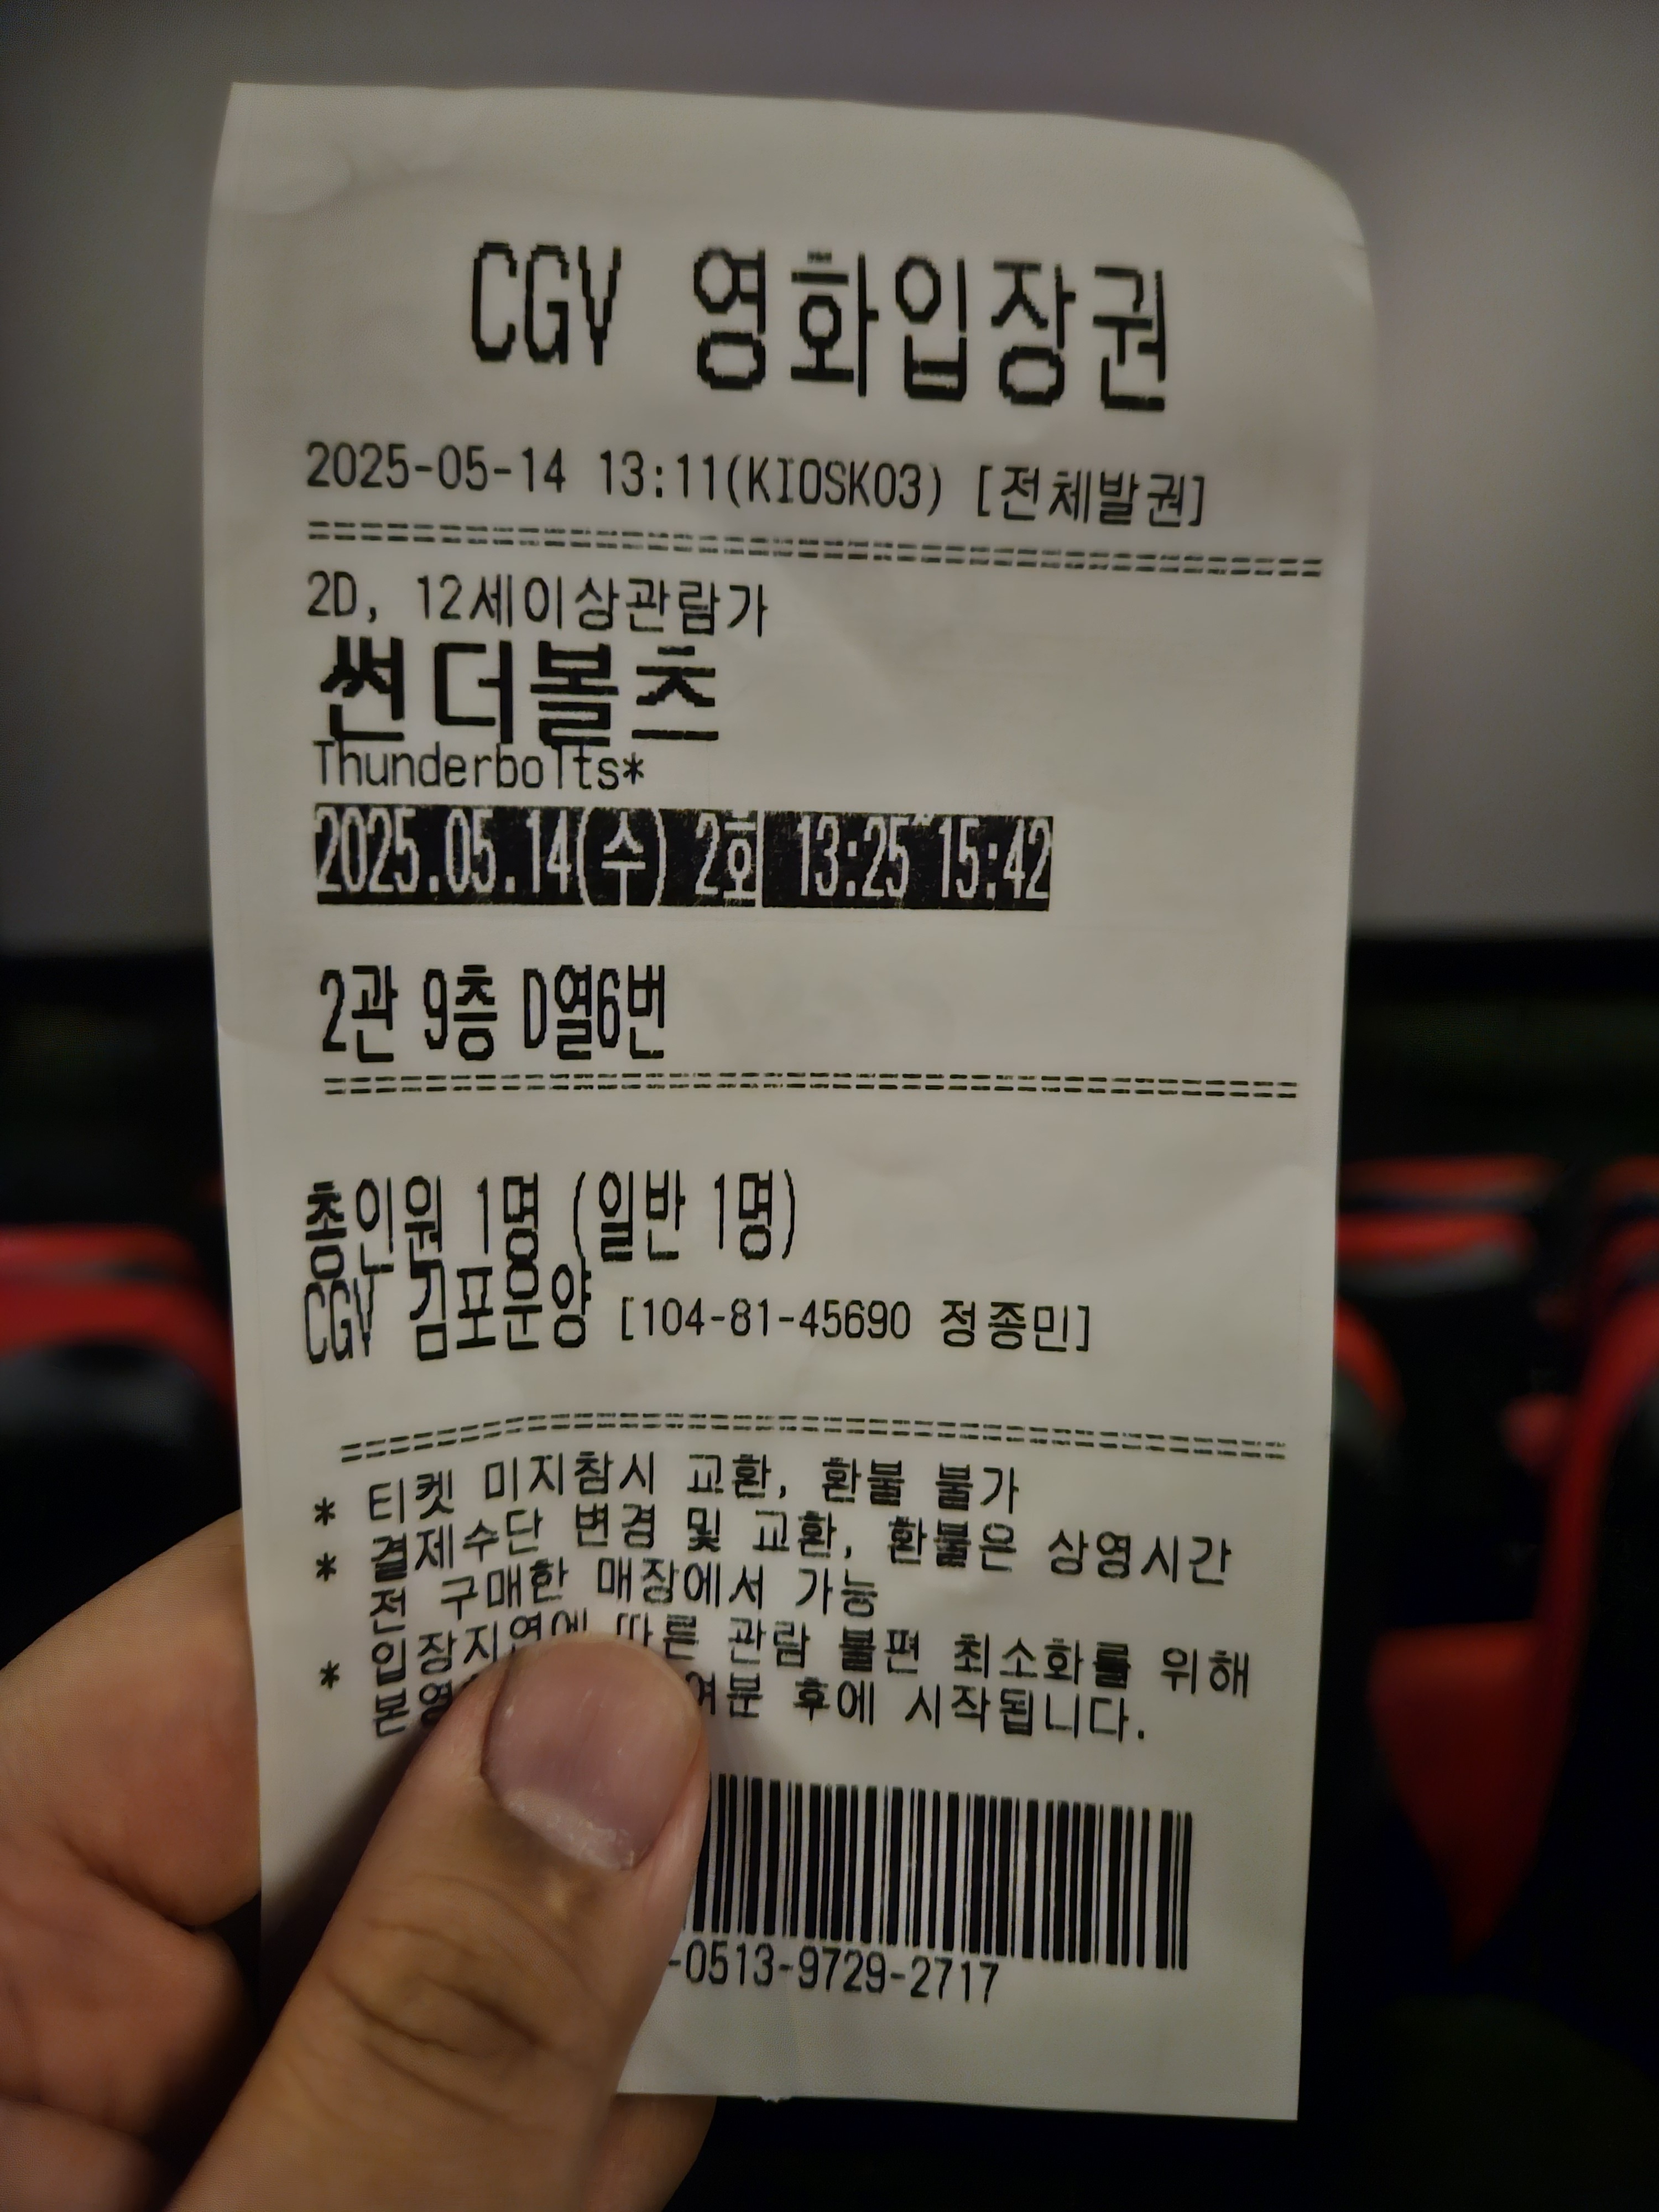 CGV 영화입장권
2025-05-14 13:11(KIOSK03) [전체발권]
2D, 12세이상관람가
썬더볼츠
Thunderbolts*
2025.05.14(수) 2회 13:25~15:42
2관 9층 D열6번
총인원 1명 (일반 1명)
CGV 김포운양 [104-81-45690 정종민]
* 티켓 미지참시 교환, 환불 불가
* 결제수단 변경 및 교환, 환불은 상영시간
전 구매한 매장에서 가능
* 입장지연에 따른 관람 불편 최소화를 위해
여분 후에 시작됩니다.
-0513-9729-2717